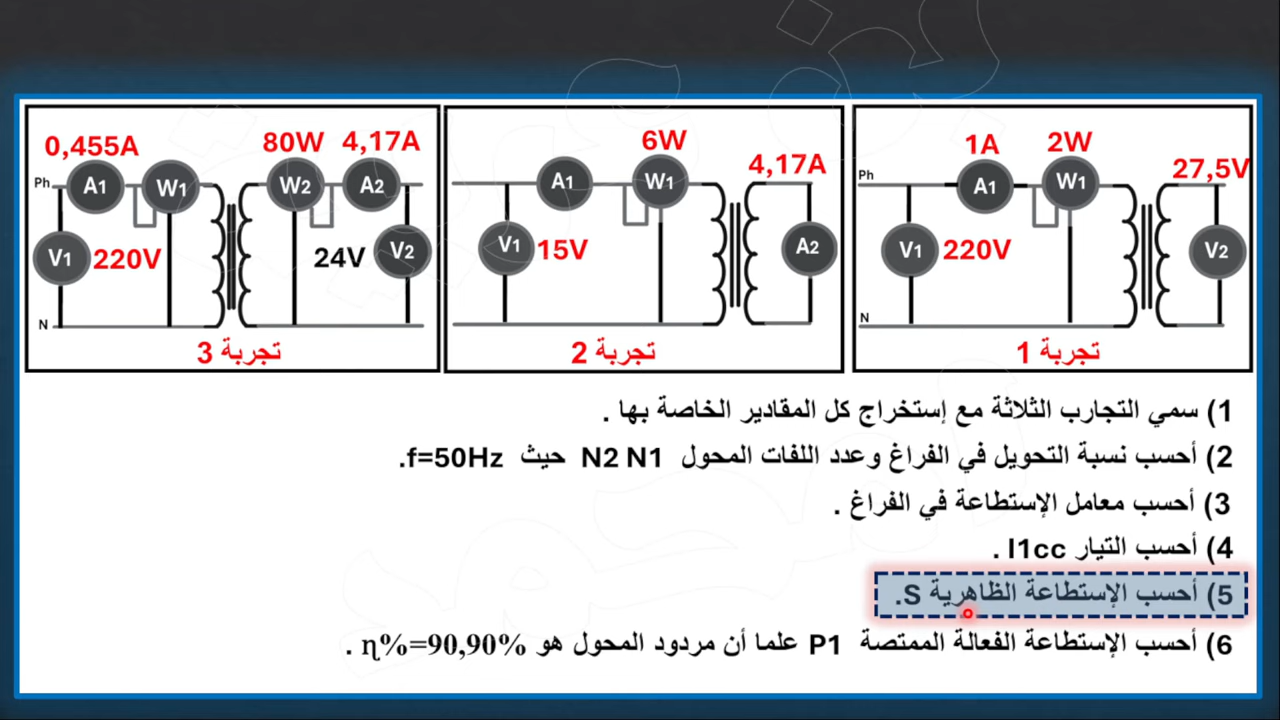 0,455A
80W 4,17A
Ph A1 W1 W2 A2
V1 220V 24V V2
N
تجربة 3
6W
4,17A
A1 W1
V1 15V A2
تجربة 2
1A 2W
27,5V
Ph A1 W1
V1 220V V2
N
تجربة 1
1) سمي التجارب الثلاثة مع إستخراج كل المقادير الخاصة بها .
2) أحسب نسبة التحويل في الفراغ وعدد اللفات المحول N2 N1 حيث f=50Hz.
3) أحسب معامل الإستطاعة في الفراغ .
4) أحسب التيار I1cc .
5) أحسب الإستطاعة الظاهرية S.
6) أحسب الإستطاعة الفعالة الممتصة P1 علما أن مردود المحول هو η%=90,90% .